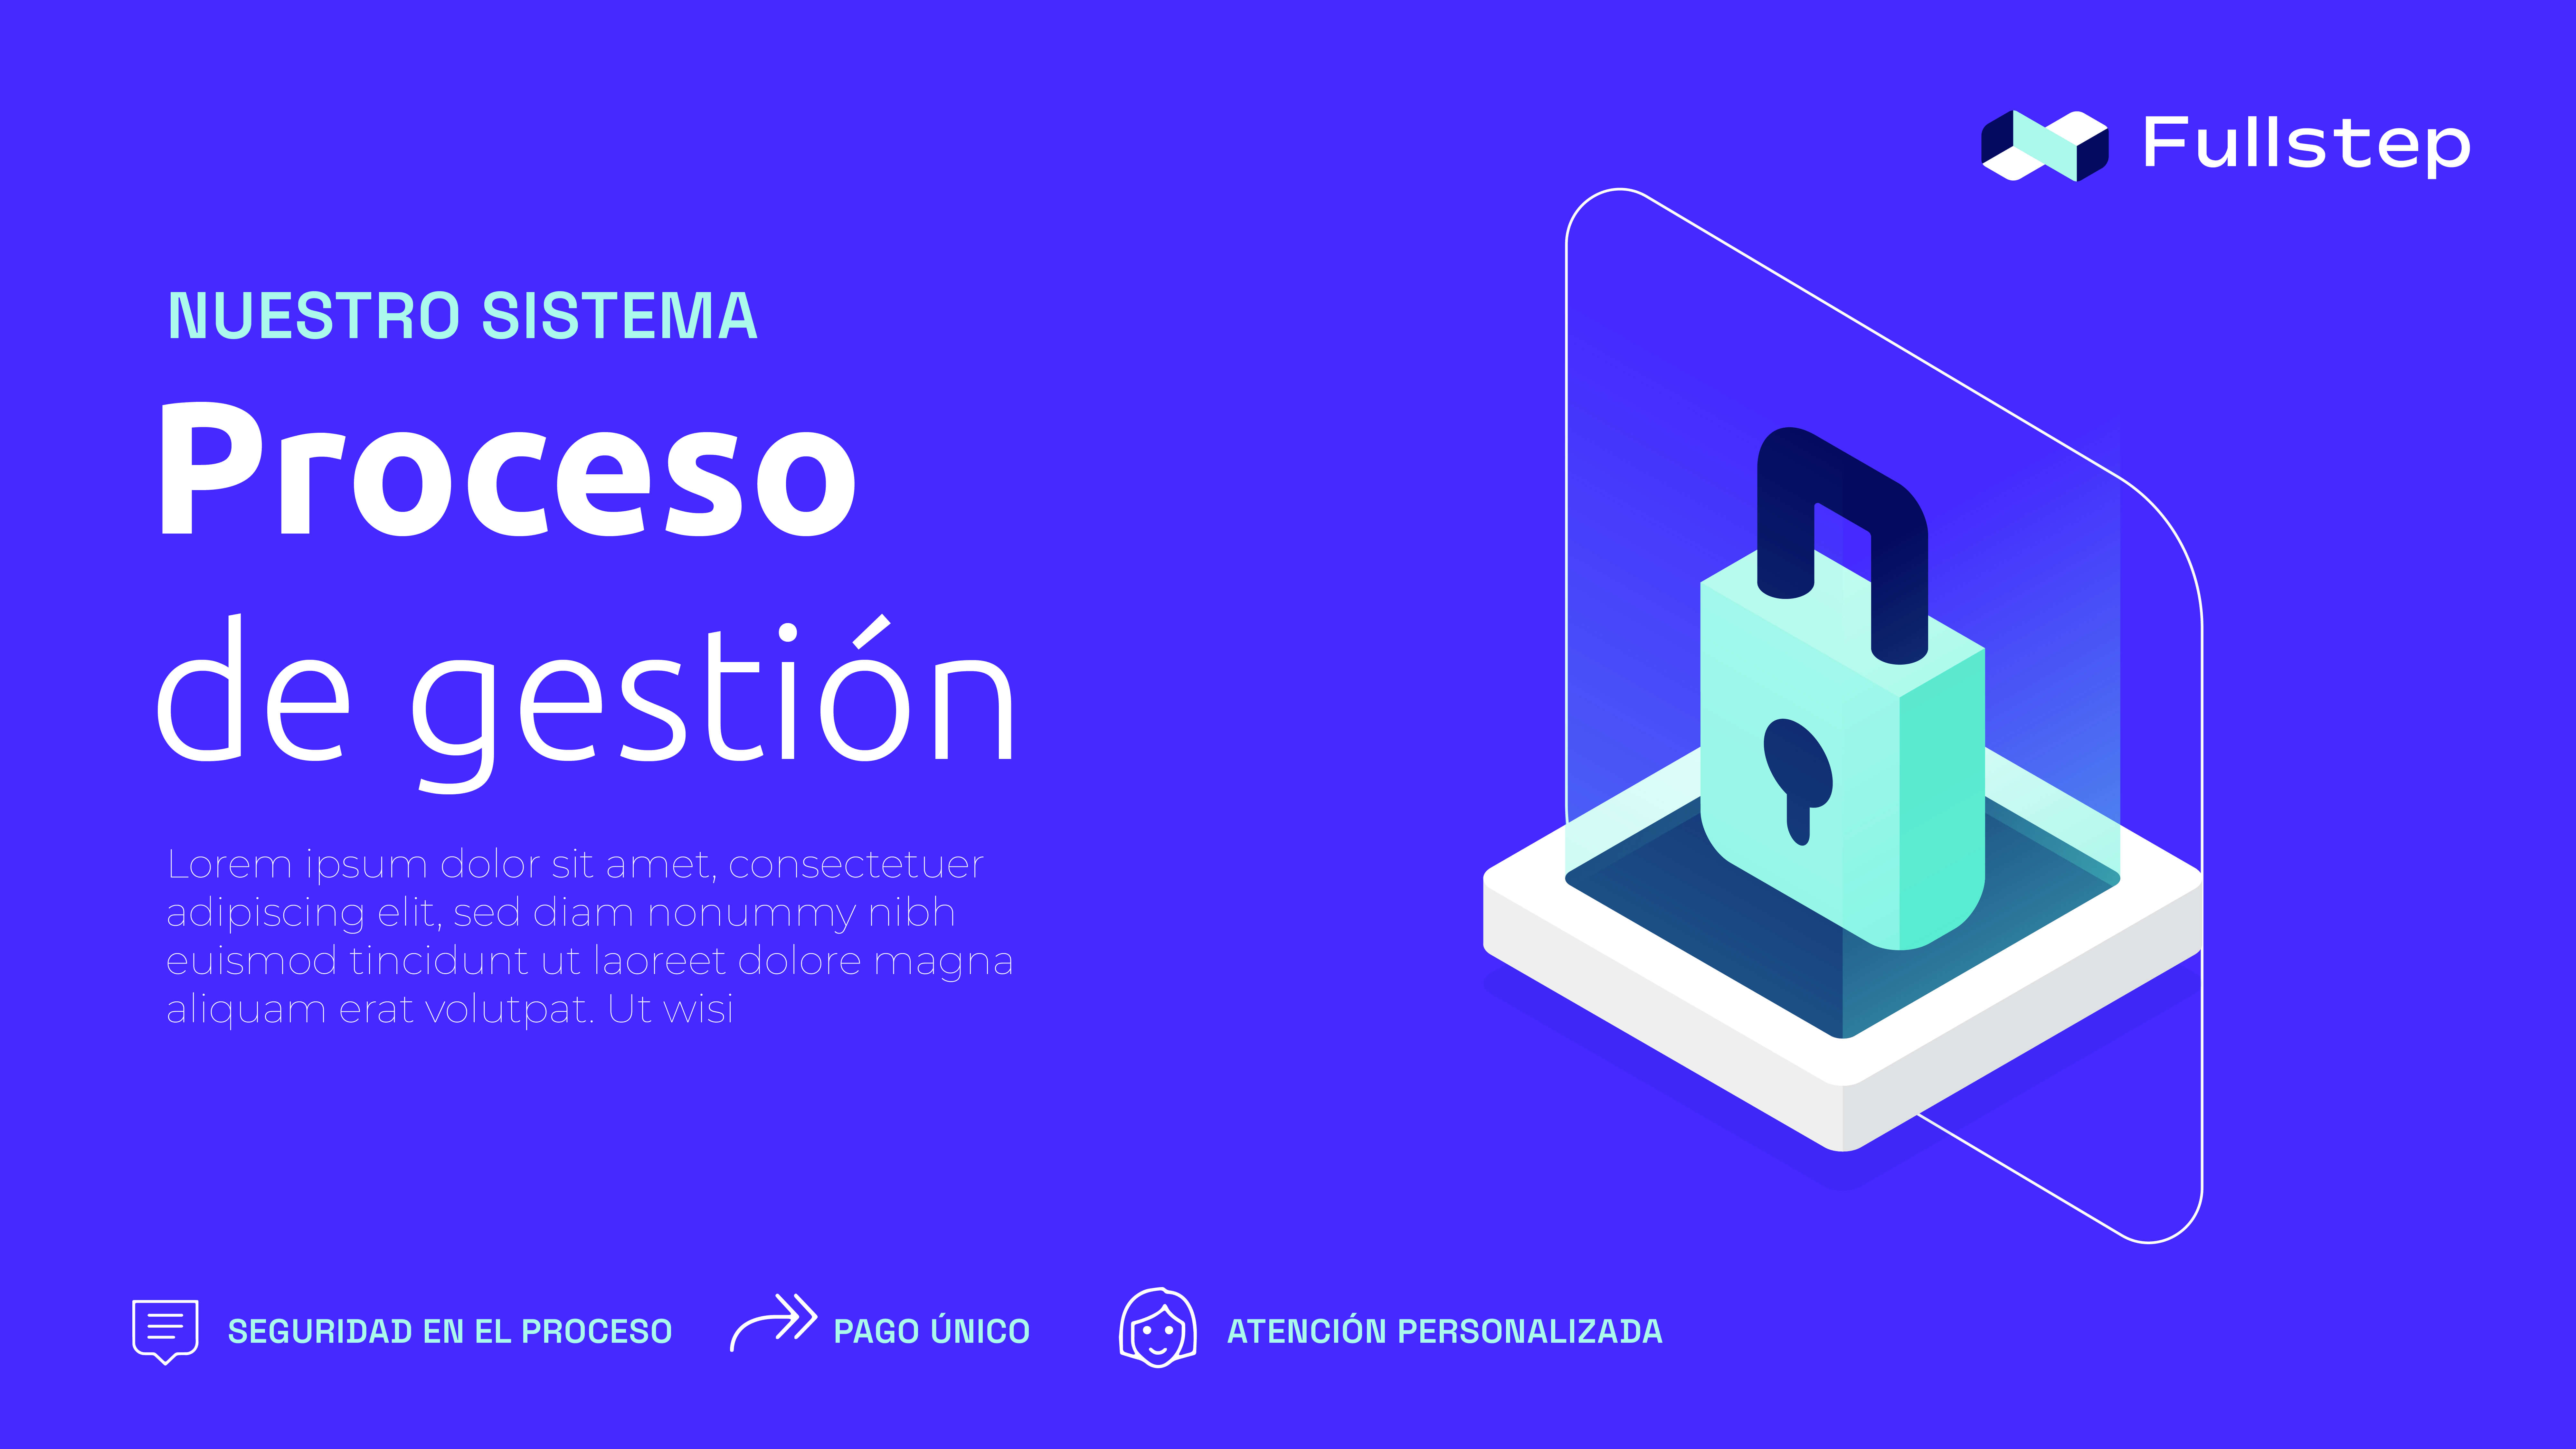 Fullstep
NUESTRO SISTEMA
Proceso
de gestión
Lorem ipsum dolor sit amet, consectetuer
adipiscing elit, sed diam nonummy nibh
euismod tincidunt ut laoreet dolore magna
aliquam erat volutpat. Ut wisi
SEGURIDAD EN EL PROCESO
PAGO ÚNICO
ATENCIÓN PERSONALIZADA